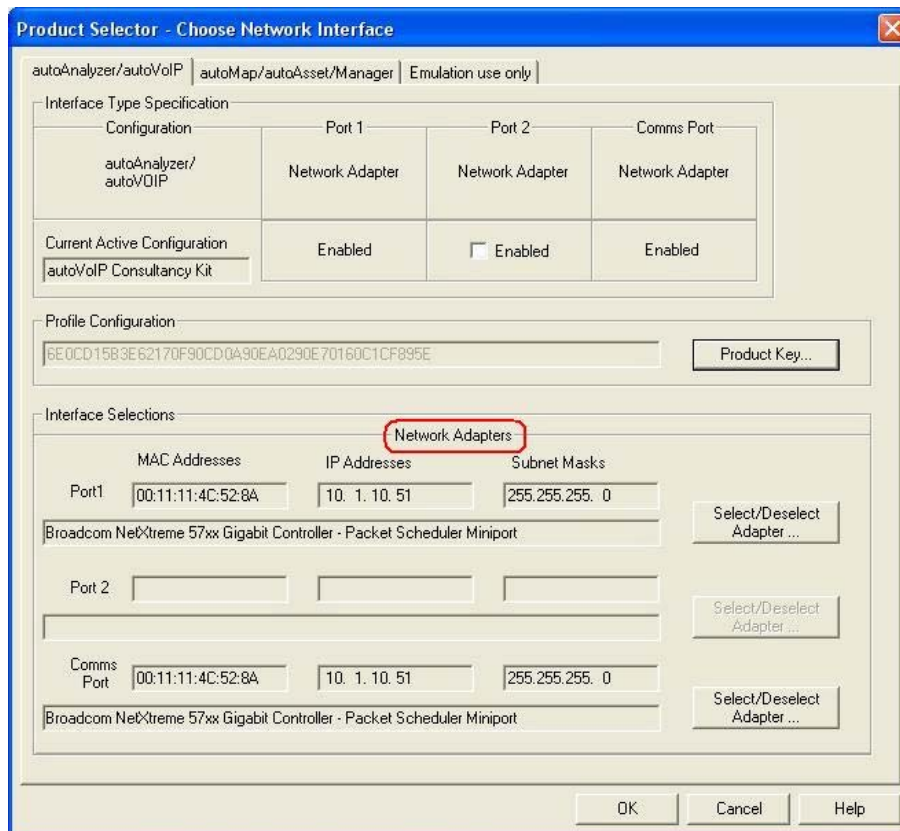 Product Selector - Choose Network Interface
autoAnalyzer/autoVoIP autoMap/autoAsset/Manager Emulation use only
Interface Type Specification
Configuration Port 1 Port 2 Comms Port
autoAnalyzer/
autoVOIP
Network Adapter Network Adapter Network Adapter
Current Active Configuration
autoVoIP Consultancy Kit
Enabled Enabled Enabled
Profile Configuration
6E0CD15B3E62170F90CD0A90EA0290E70160C1CF895E Product Key...
Interface Selections
Network Adapters
MAC Addresses IP Addresses Subnet Masks
Port1 00:11:11:4C:52:8A 10. 1. 10. 51 255.255.255. 0
Broadcom NetXtreme 57xx Gigabit Controller - Packet Scheduler Miniport
Select/Deselect
Adapter ...
Port 2
Select/Deselect
Adapter ...
Comms
Port
00:11:11:4C:52:8A 10. 1. 10. 51 255.255.255. 0
Broadcom NetXtreme 57xx Gigabit Controller - Packet Scheduler Miniport
Select/Deselect
Adapter ...
OK Cancel Help